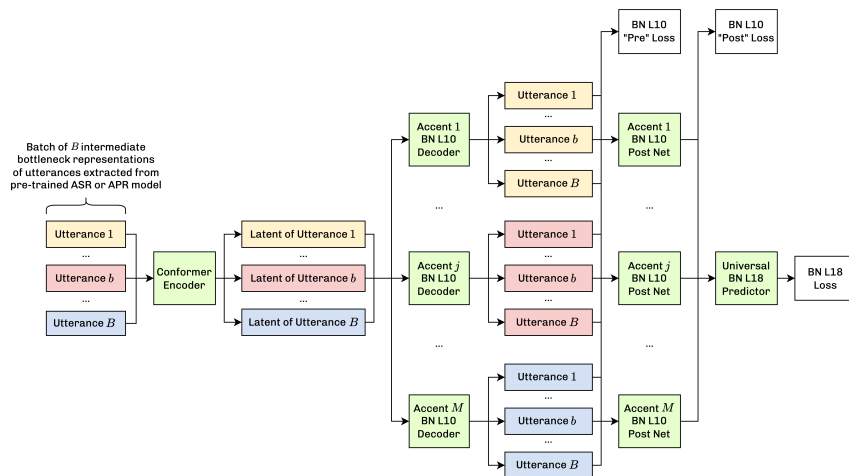 Batch of B intermediate
bottleneck representations
of utterances extracted from
pre-trained ASR or APR model
Utterance 1
...
Utterance b
...
Utterance B
Conformer
Encoder
Latent of Utterance 1
...
Latent of Utterance b
...
Latent of Utterance B
Accent 1
BN L10
Decoder
...
Accent j
BN L10
Decoder
...
Accent M
BN L10
Decoder
Utterance 1
...
Utterance b
...
Utterance B
Utterance 1
...
Utterance b
...
Utterance B
Utterance 1
...
Utterance b
...
Utterance B
BN L10
"Pre" Loss
Accent 1
BN L10
Post Net
...
Accent j
BN L10
Post Net
...
Accent M
BN L10
Post Net
BN L10
"Post" Loss
Universal
BN L18
Predictor
BN L18
Loss